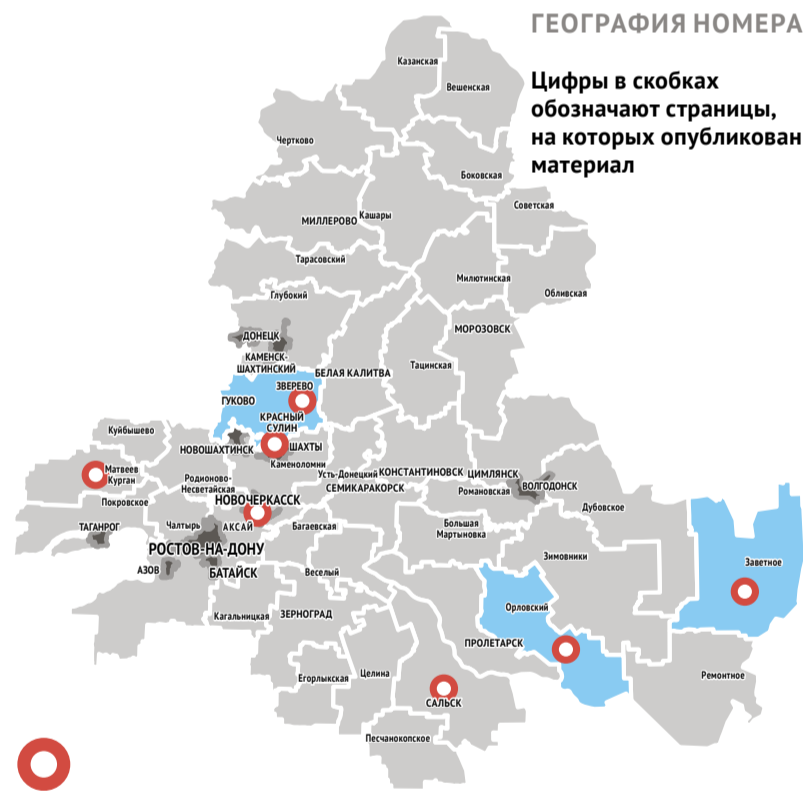 ГЕОГРАФИЯ НОМЕРА
Цифры в скобках
обозначают страницы,
на которых опубликован
материал
Казанская
Вешенская
Чертково
Боковская
Советская
МИЛЛЕРОВО
Кашары
Тарасовский
Милютинская
Обливская
Глубокий
МОРОЗОВСК
ДОНЕЦК
КАМЕНСК-
ШАХТИНСКИЙ
БЕЛАЯ КАЛИТВА
Тацинская
ЗВЕРЕВО
ГУКОВО
КРАСНЫЙ
СУЛИН
Куйбышево
НОВОШАХТИНСК
ШАХТЫ
Каменоломни
Матвеев
Курган
Родионово-
Несветайская
Усть-Донецкий
КОНСТАНТИНОВСК
ЦИМЛЯНСК
СЕМИКАРАКОРСК
Романовская
ВОЛГОДОНСК
Покровское
НОВОЧЕРКАССК
Дубовское
ТАГАНРОГ
Чалтырь
АКСАЙ
Багаевская
Большая
Мартыновка
РОСТОВ-НА-ДОНУ
Зимовники
Заветное
АЗОВ
БАТАЙСК
Веселый
Орловский
Кагальницкая
ЗЕРНОГРАД
ПРОЛЕТАРСК
Егорлыкская
Целина
Ремонтное
САЛЬСК
Песчанокопское